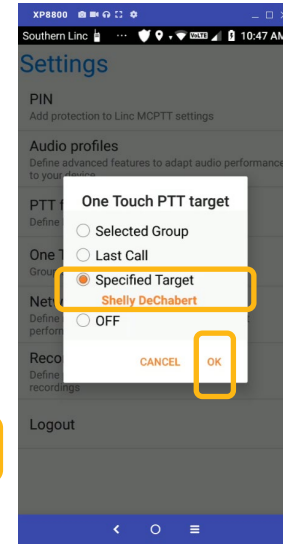 XP8800
Southern Linc ... VoLTE 10:47 AM
Settings
PIN
Add protection to Linc MCPTT settings
Audio profiles
Define advanced features to adapt audio performance
to your device
PTT
Define
One Touch PTT target
Selected Group
Last Call
One T
Group
Specified Target
Shelly DeChabert
Netw
Define
perform
OFF
Reco
Define
recordings
CANCEL OK
Logout